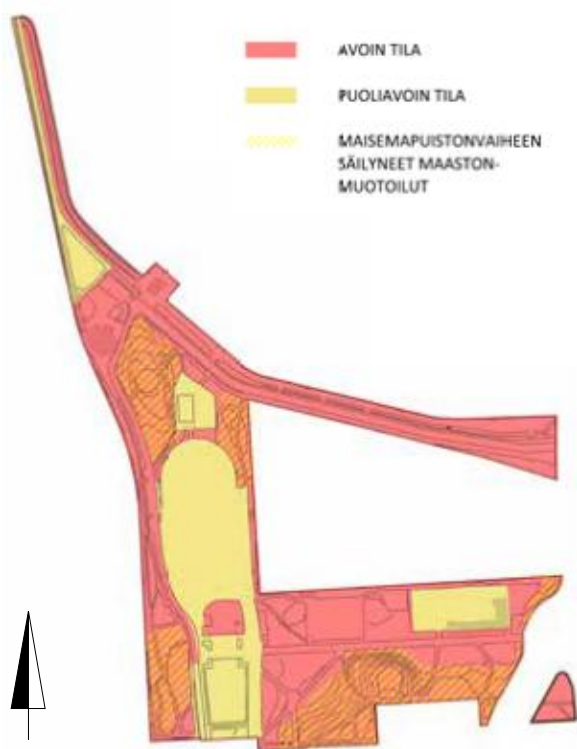 AVOIN TILA
PUOLIAVOIN TILA
MAISEMAPUISTONVAIHEEN
SÄILYNEET MAASTON-
MUOTOILUT